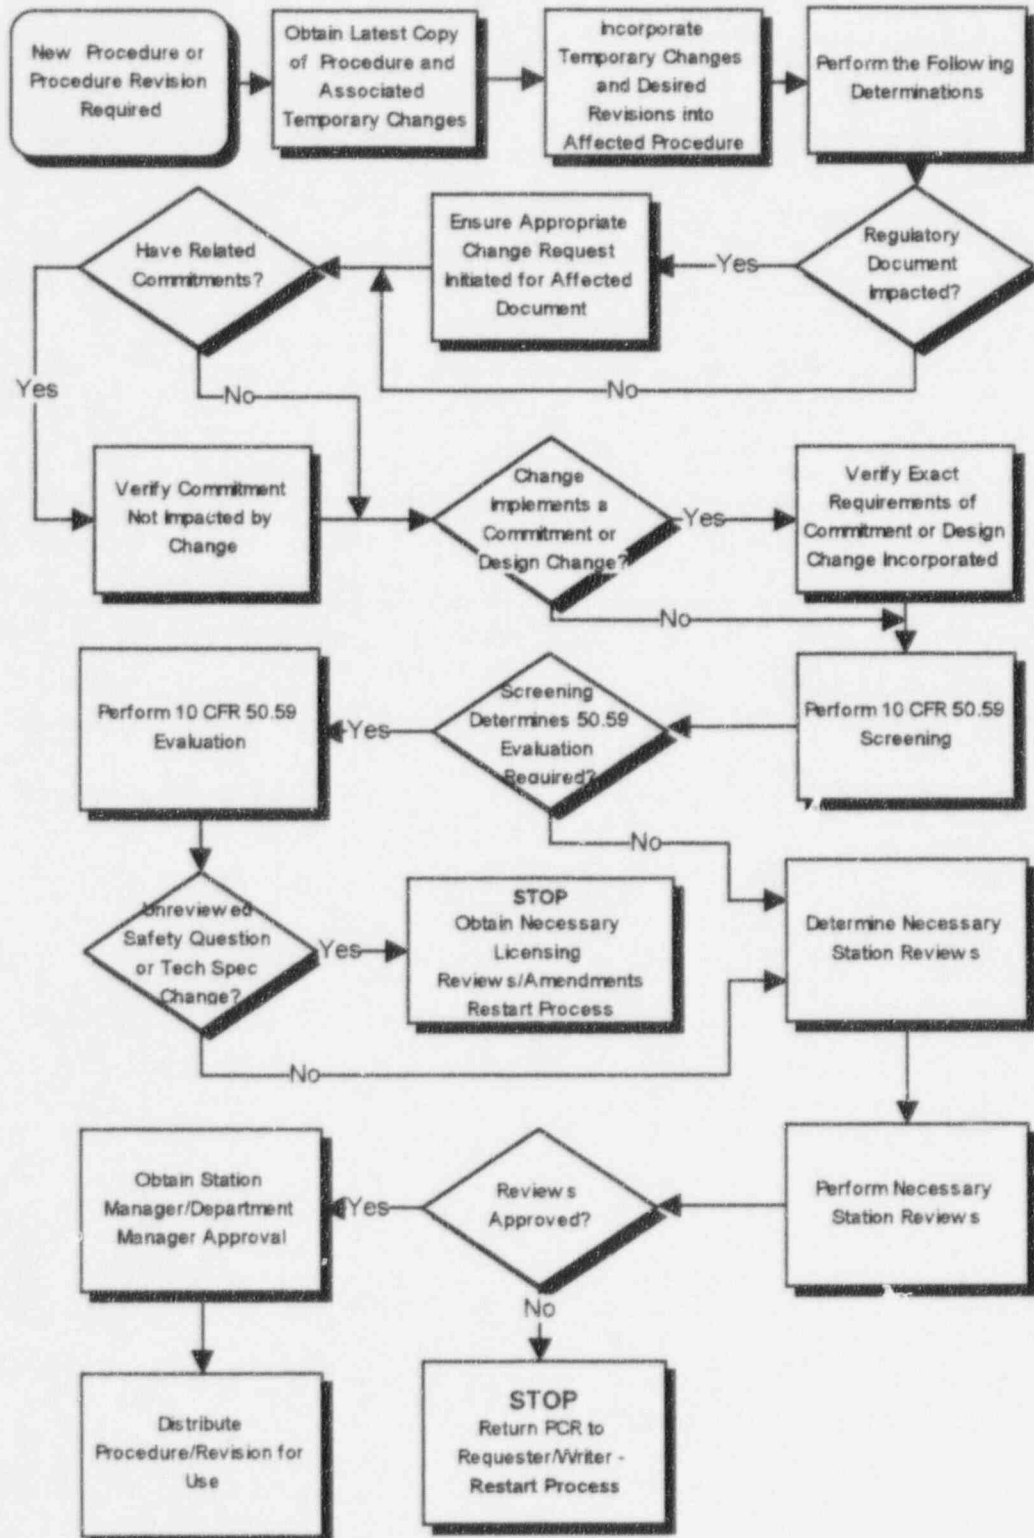 New Procedure or
Procedure Revision
Required
Obtain Latest Copy
of Procedure and
Associated
Temporary Changes
Incorporate
Temporary Changes
and Desired
Revisions into
Affected Procedure
Perform the Following
Determinations
Regulatory
Document
Impacted?
Yes
No
Ensure Appropriate
Change Request
Initiated for Affected
Document
Have Related
Commitments?
Yes
No
Verify Commitment
Not Impacted by
Change
Change
Implements a
Commitment or
Design Change?
Yes
No
Verify Exact
Requirements of
Commitment or Design
Change Incorporated
Perform 10 CFR 50.59
Screening
Screening
Determines 50.59
Evaluation
Required?
Yes
No
Perform 10 CFR 50.59
Evaluation
Unreviewed
Safety Question
or Tech Spec
Change?
Yes
No
STOP
Obtain Necessary
Licensing
Reviews/Amendments
Restart Process
Determine Necessary
Station Reviews
Perform Necessary
Station Reviews
Reviews
Approved?
Yes
No
Obtain Station
Manager/Department
Manager Approval
Distribute
Procedure/Revision for
Use
STOP
Return PCR to
Requester/Writer -
Restart Process